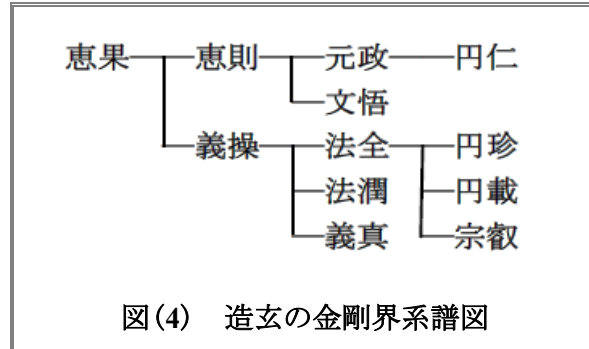 恵果 恵則 元政 円仁
文悟
義操 法全 円珍
法潤 円載
義真 宗叡
図(4) 造玄の金剛界系譜図